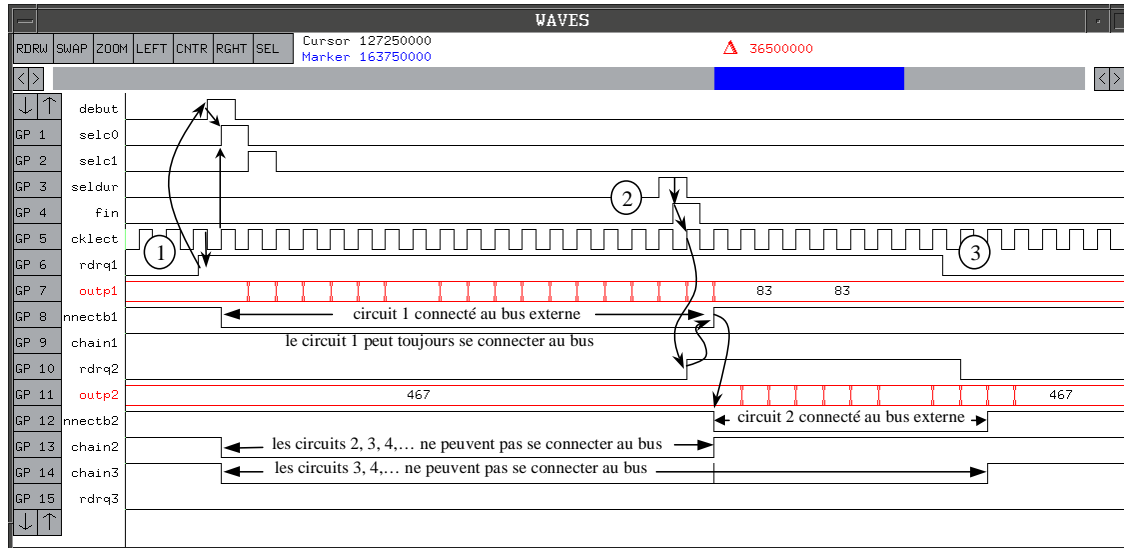 WAVES
RDRW SWAP ZOOM LEFT CNTR RGHT SEL
Cursor 127250000
Marker 163750000
Δ 36500000
debut
GP 1 selc0
GP 2 selc1
GP 3 seldur
2
GP 4 fin
GP 5 cklect
1
3
GP 6 rdrq1
GP 7 outp1 83 83
GP 8 nnectb1 circuit 1 connecté au bus externe
GP 9 chain1 le circuit 1 peut toujours se connecter au bus
GP 10 rdrq2
GP 11 outp2 467 467
GP 12 nnectb2 circuit 2 connecté au bus externe
GP 13 chain2 les circuits 2, 3, 4,… ne peuvent pas se connecter au bus
GP 14 chain3 les circuits 3, 4,… ne peuvent pas se connecter au bus
GP 15 rdrq3